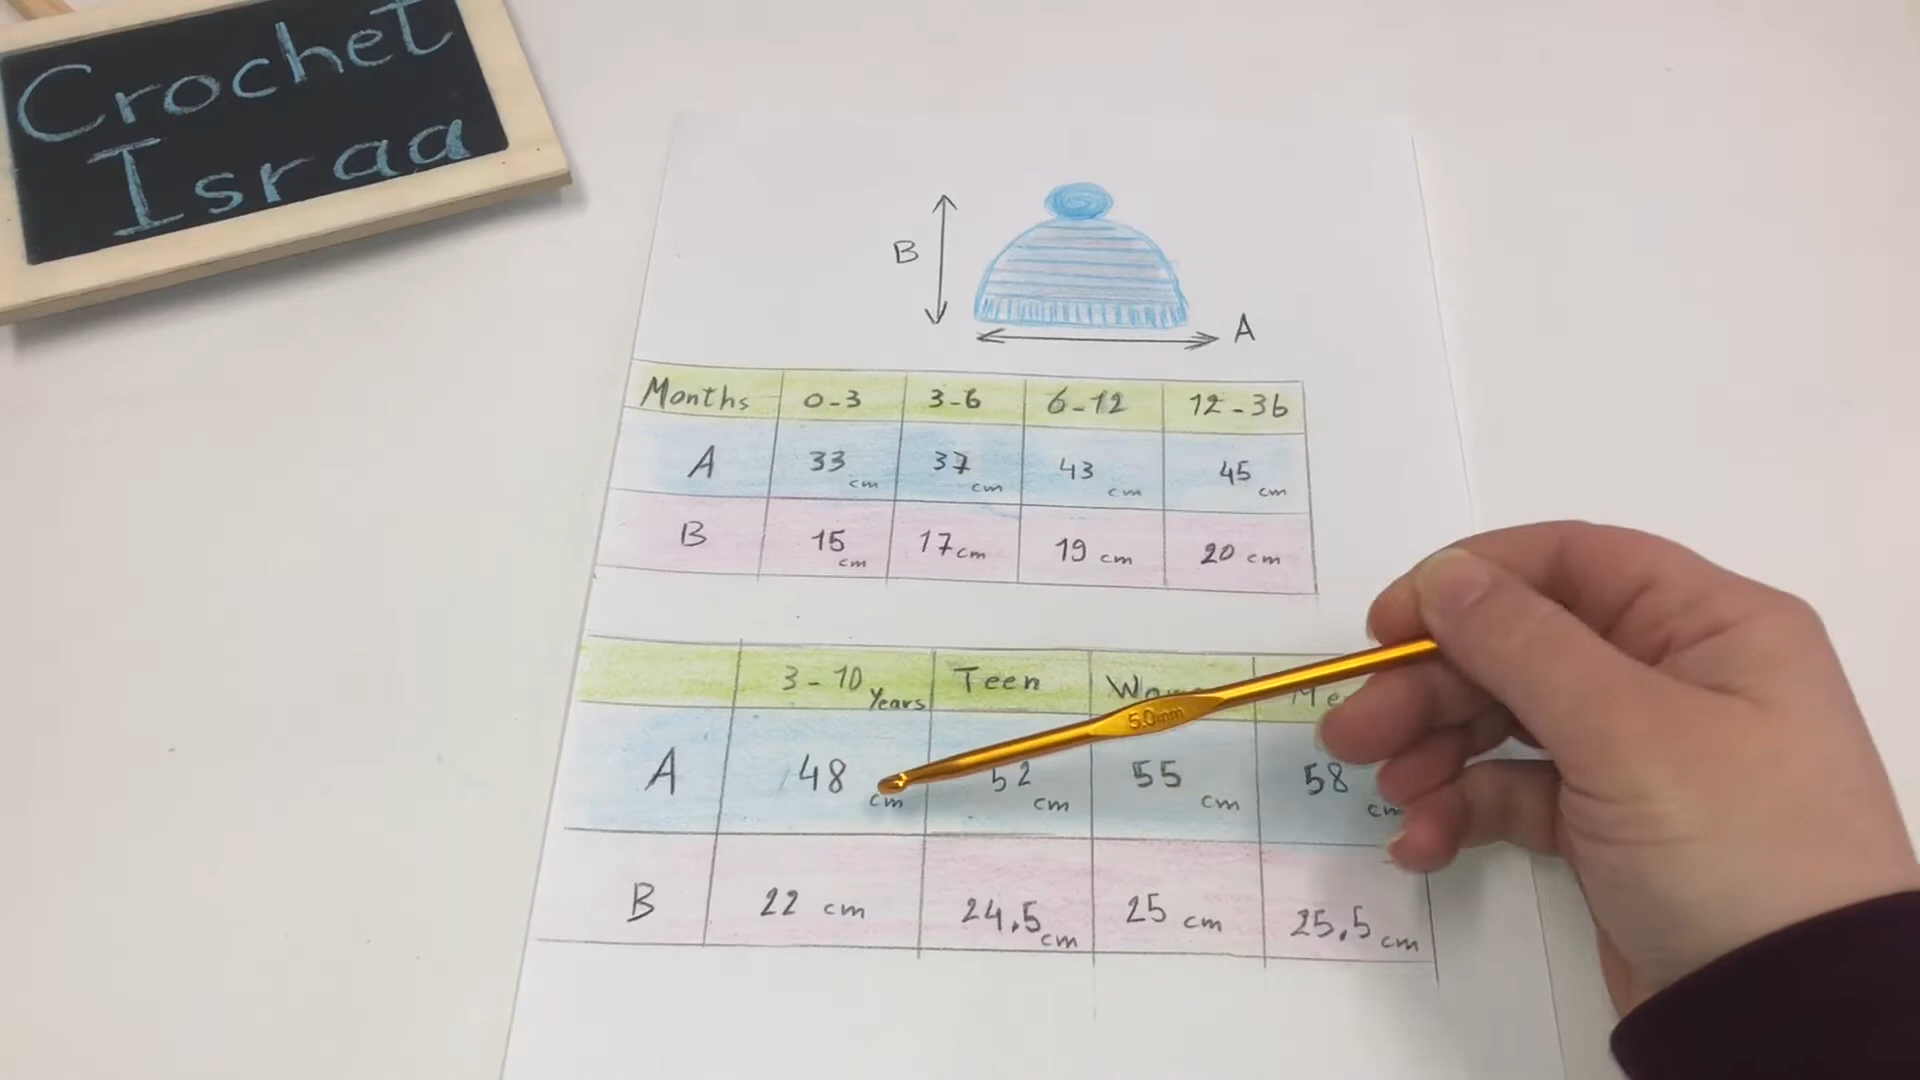 Crochet
Israa
B
A
Months 0-3 3-6 6-12 12-36
A 33 cm 37 cm 43 cm 45 cm
B 15 cm 17 cm 19 cm 20 cm
3-10 Years Teen
5.0mm
A 48 cm 52 cm 55 cm 58 cm
B 22 cm 24,5 cm 25 cm 25,5 cm